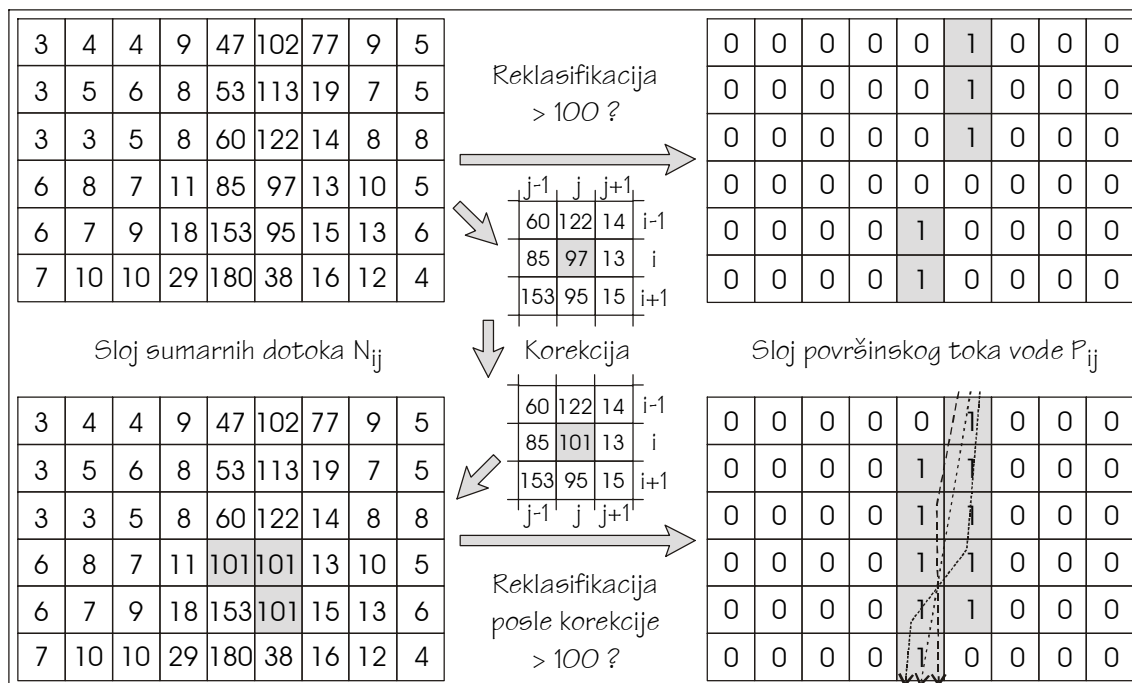 3 4 4 9 47 102 77 9 5
3 5 6 8 53 113 19 7 5
3 3 5 8 60 122 14 8 8
6 8 7 11 85 97 13 10 5
6 7 9 18 153 95 15 13 6
7 10 10 29 180 38 16 12 4
Reklasifikacija
> 100 ?
0 0 0 0 0 1 0 0 0
0 0 0 0 0 1 0 0 0
0 0 0 0 0 1 0 0 0
0 0 0 0 0 0 0 0 0
0 0 0 0 1 0 0 0 0
0 0 0 0 1 0 0 0 0
j-1 j j+1
60 122 14 i-1
85 97 13 i
153 95 15 i+1
Sloj sumarnih dotoka Nij
Korekcija
Sloj površinskog toka vode Pij
60 122 14 i-1
85 101 13 i
153 95 15 i+1
j-1 j j+1
3 4 4 9 47 102 77 9 5
3 5 6 8 53 113 19 7 5
3 3 5 8 60 122 14 8 8
6 8 7 11 101 101 13 10 5
6 7 9 18 153 101 15 13 6
7 10 10 29 180 38 16 12 4
Reklasifikacija
posle korekcije
> 100 ?
0 0 0 0 0 1 0 0 0
0 0 0 0 1 1 0 0 0
0 0 0 0 1 1 0 0 0
0 0 0 0 1 1 0 0 0
0 0 0 0 1 1 0 0 0
0 0 0 0 1 0 0 0 0